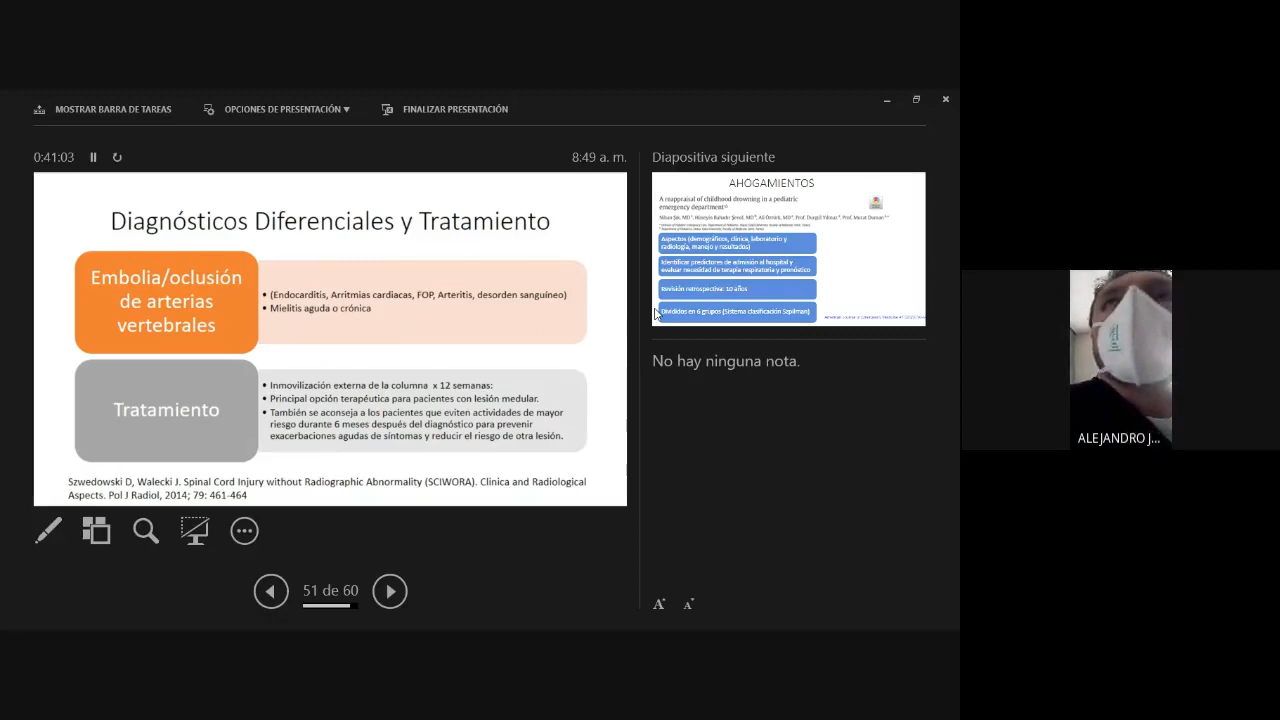 MOSTRAR BARRA DE TAREAS
OPCIONES DE PRESENTACIÓN ▼
FINALIZAR PRESENTACIÓN
0:41:03
8:49 a. m.
Diagnósticos Diferenciales y Tratamiento
Embolia/oclusión
de arterias
vertebrales
• (Endocarditis, Arritmias cardiacas, FOP, Arteritis, desorden sanguíneo)
• Mielitis aguda o crónica
Tratamiento
• Inmovilización externa de la columna x 12 semanas:
• Principal opción terapéutica para pacientes con lesión medular.
• También se aconseja a los pacientes que eviten actividades de mayor
riesgo durante 6 meses después del diagnóstico para prevenir
exacerbaciones agudas de síntomas y reducir el riesgo de otra lesión.
Szwedowski D, Walecki J. Spinal Cord Injury without Radiographic Abnormality (SCIWORA). Clinica and Radiological
Aspects. Pol J Radiol, 2014; 79: 461-464
51 de 60
Diapositiva siguiente
AHOGAMIENTOS
A reappraisal of childhood drowning in a pediatric
emergency department
Aspectos (demográficos, clínica, laboratorio y
radiología, manejo y resultados)
Identificar predictores de admisión al hospital y
evaluar necesidad de terapia respiratoria y pronóstico
Revisión retrospectiva: 10 años
Divididos en 6 grupos (Sistema clasificación Szpilman)
No hay ninguna nota.
A A
ALEJANDRO J...